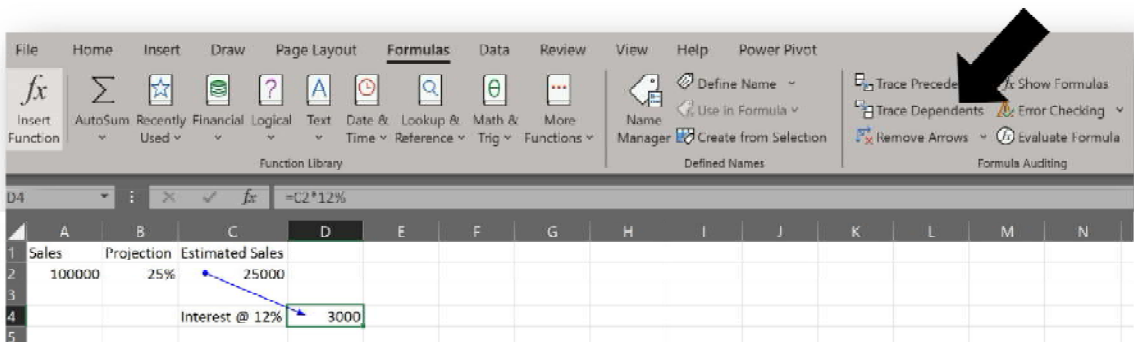 File Home Insert Draw Page Layout Formulas Data Review View Help Power Pivot
fx Insert Function
AutoSum
Recently Used
Financial
Logical
Text
Date & Time
Lookup & Reference
Math & Trig
More Functions
Function Library
Name Manager
Define Name
Use in Formula
Create from Selection
Defined Names
Trace Dependents
Remove Arrows
Show Formulas
Error Checking
Evaluate Formula
Formula Auditing
D4 fx =C2*12%
A B C D E F G H I J K L M N
1 Sales Projection Estimated Sales
2 100000 25% 25000
3
4 Interest @ 12% 3000
5